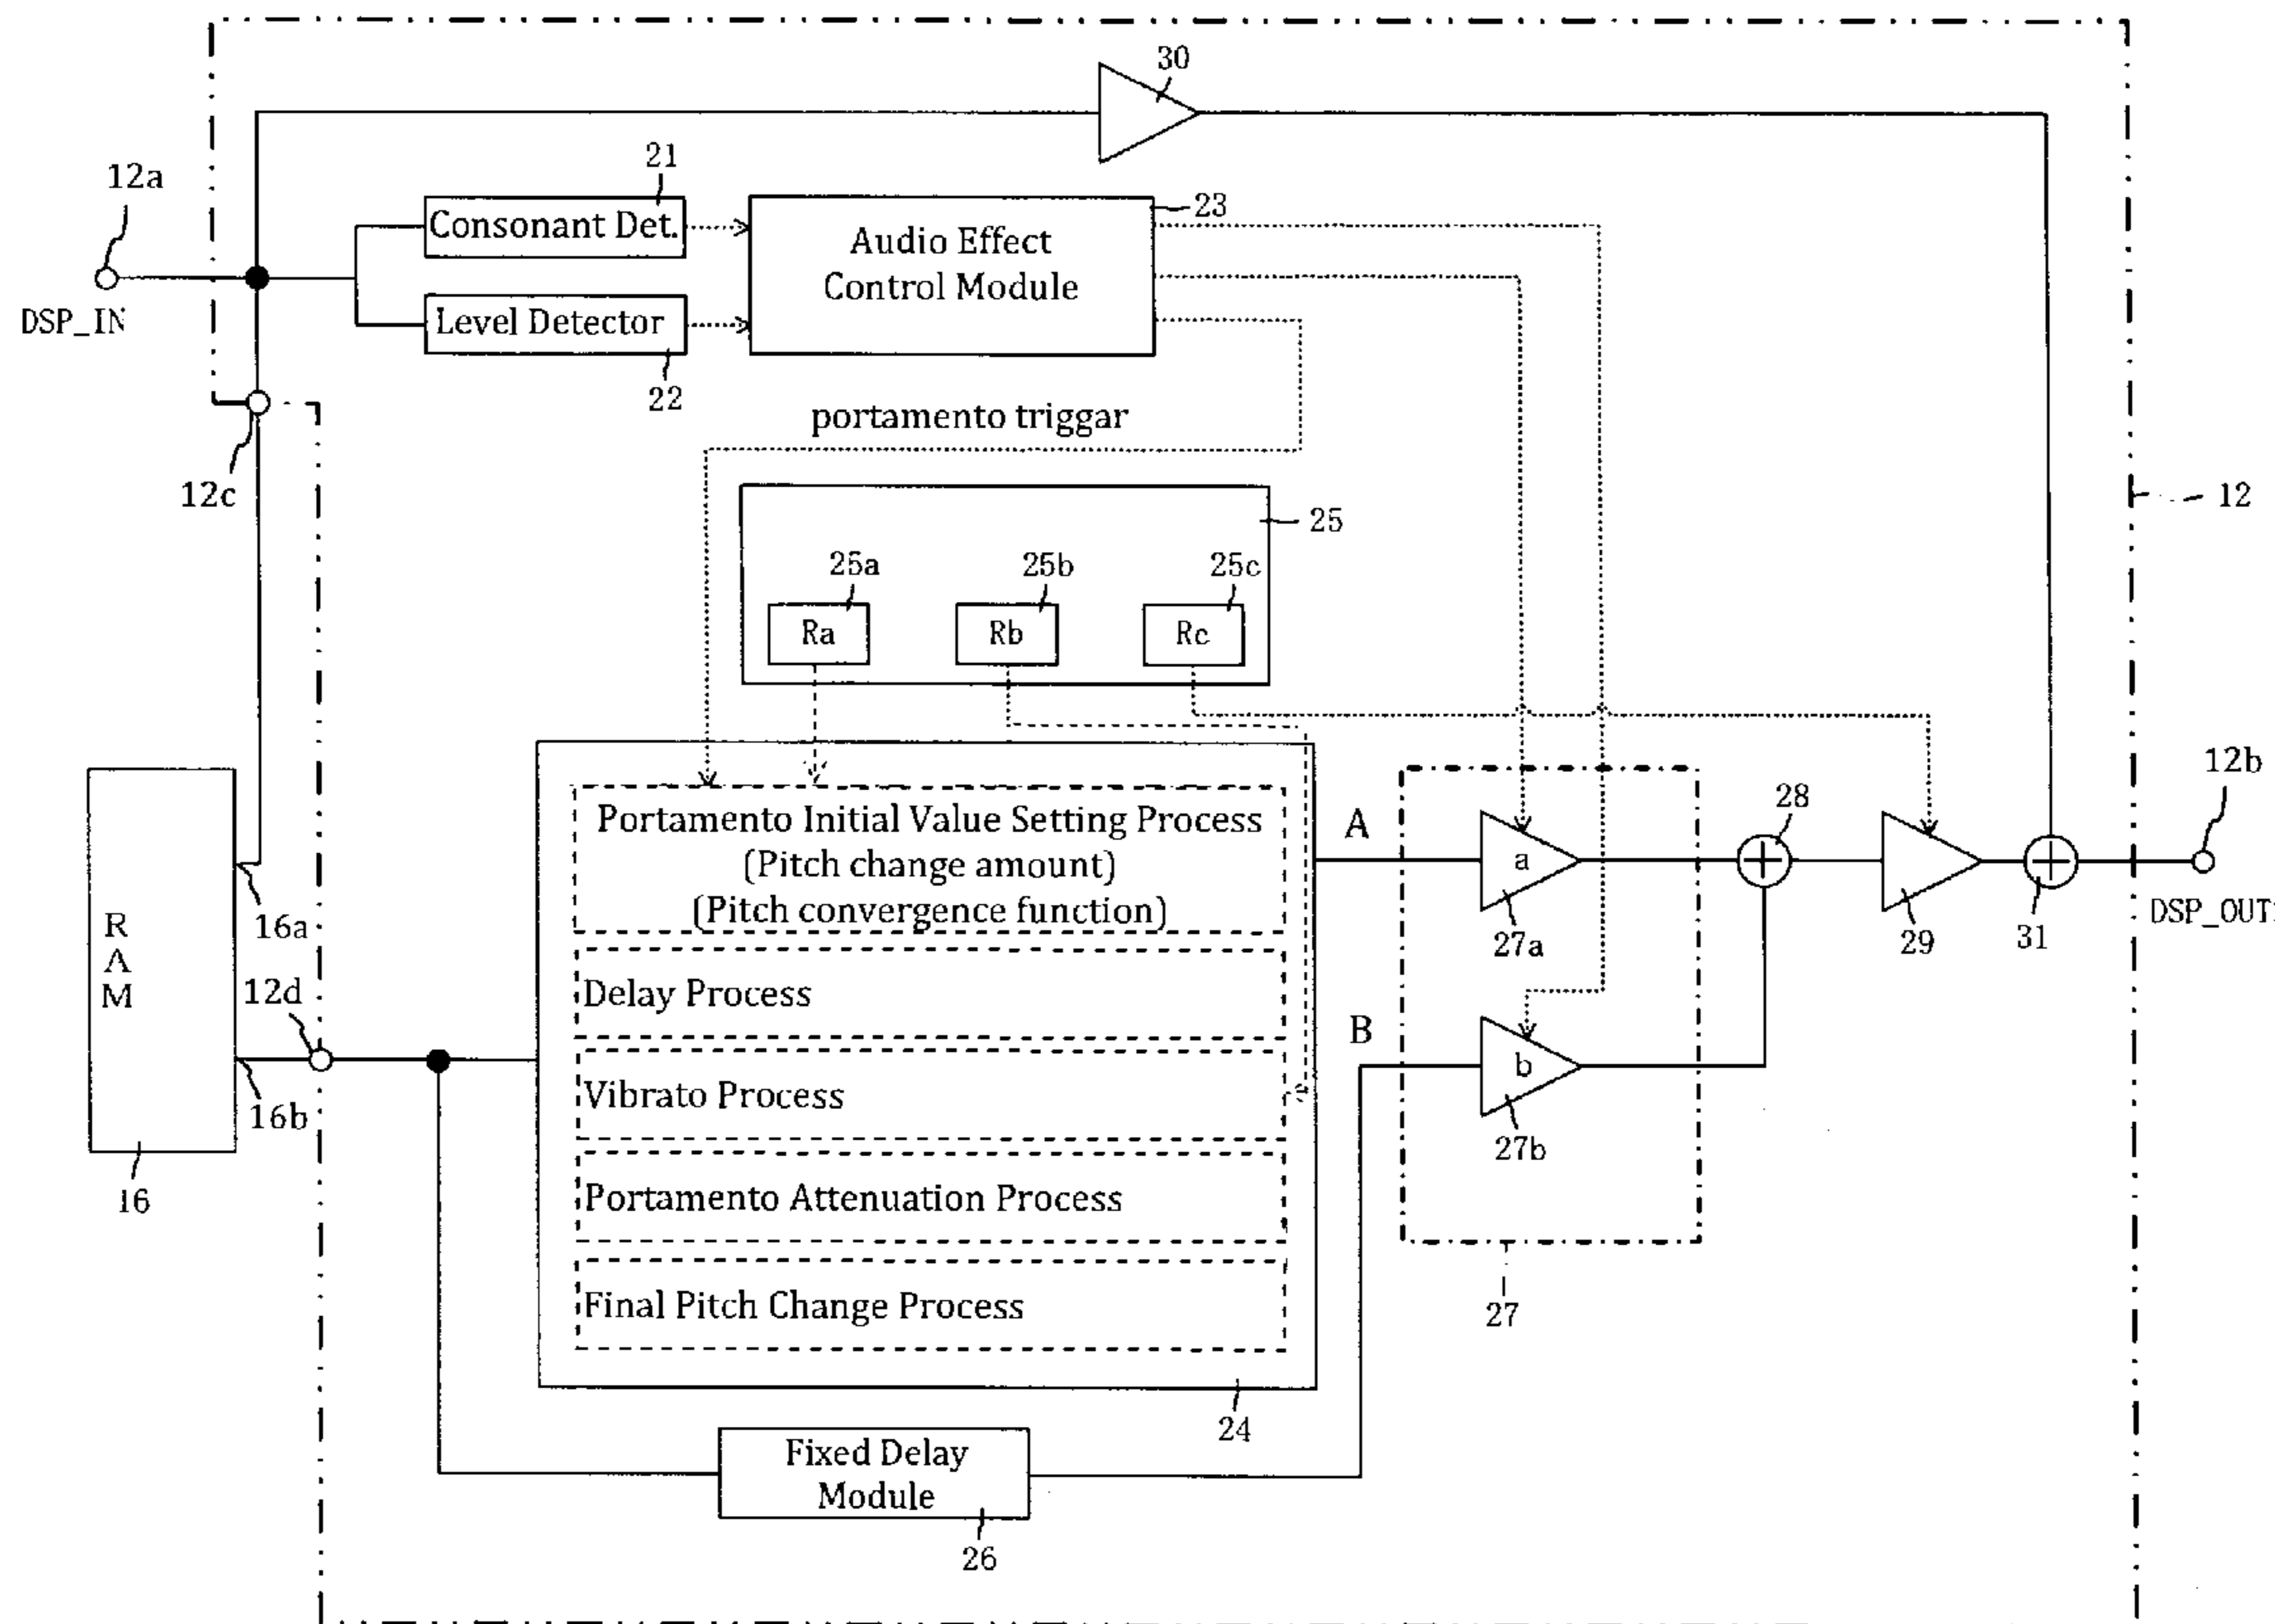 30
12a
21
Consonant Det.
23
Audio Effect
Control Module
DSP_IN
Level Detector
22
portamento triggar
12c
12
25
25a
25b
25c
Ra
Rb
Rc
12b
28
A
Portamento Initial Value Setting Process
(Pitch change amount)
(Pitch convergence function)
a
R
A
M
16a
27a
29
31
DSP_OUT
12d
Delay Process
B
16b
Vibrato Process
b
27b
16
Portamento Attenuation Process
Final Pitch Change Process
27
24
Fixed Delay
Module
26